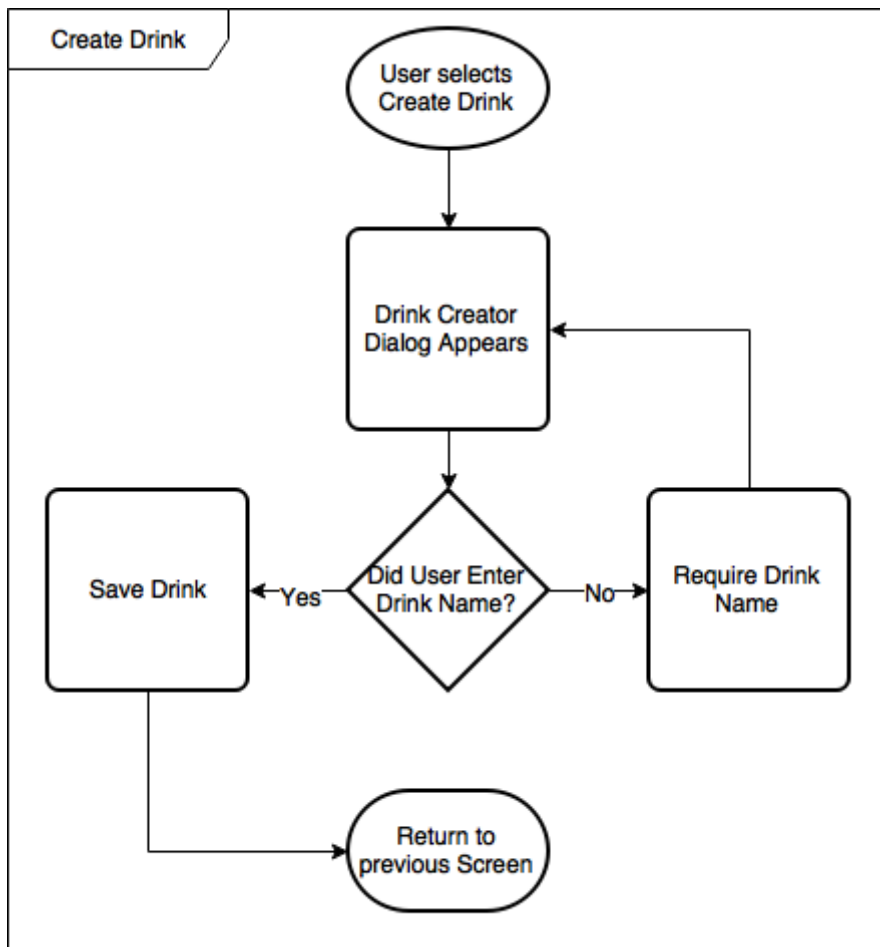 Create Drink
User selects
Create Drink
Drink Creator
Dialog Appears
Save Drink
Yes
Did User Enter
Drink Name?
No
Require Drink
Name
Return to
previous Screen